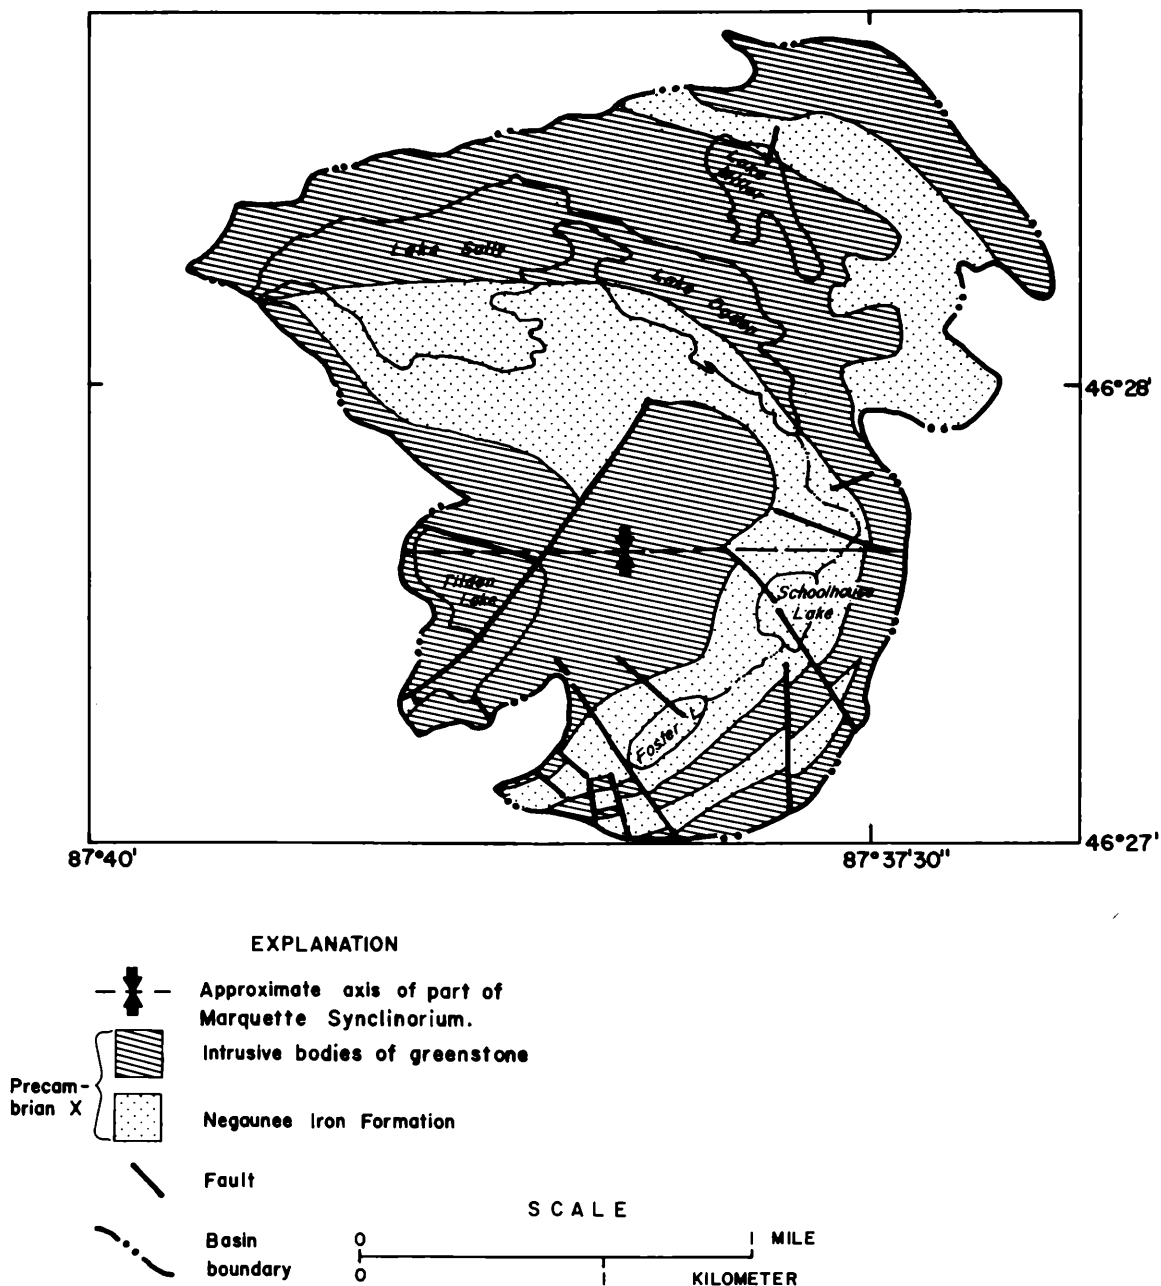 Lake Miller
Lake Sally
Lake Ogden
46°28'
Tilden
Lake
Schoolhouse
Lake
Foster L.
46°27'
87°40'
87°37'30"
EXPLANATION
Approximate axis of part of
Marquette Synclinorium.
Intrusive bodies of greenstone
Precam-
brian X
Negaunee Iron Formation
Fault
SCALE
Basin
boundary
0 1 MILE
0 1 KILOMETER